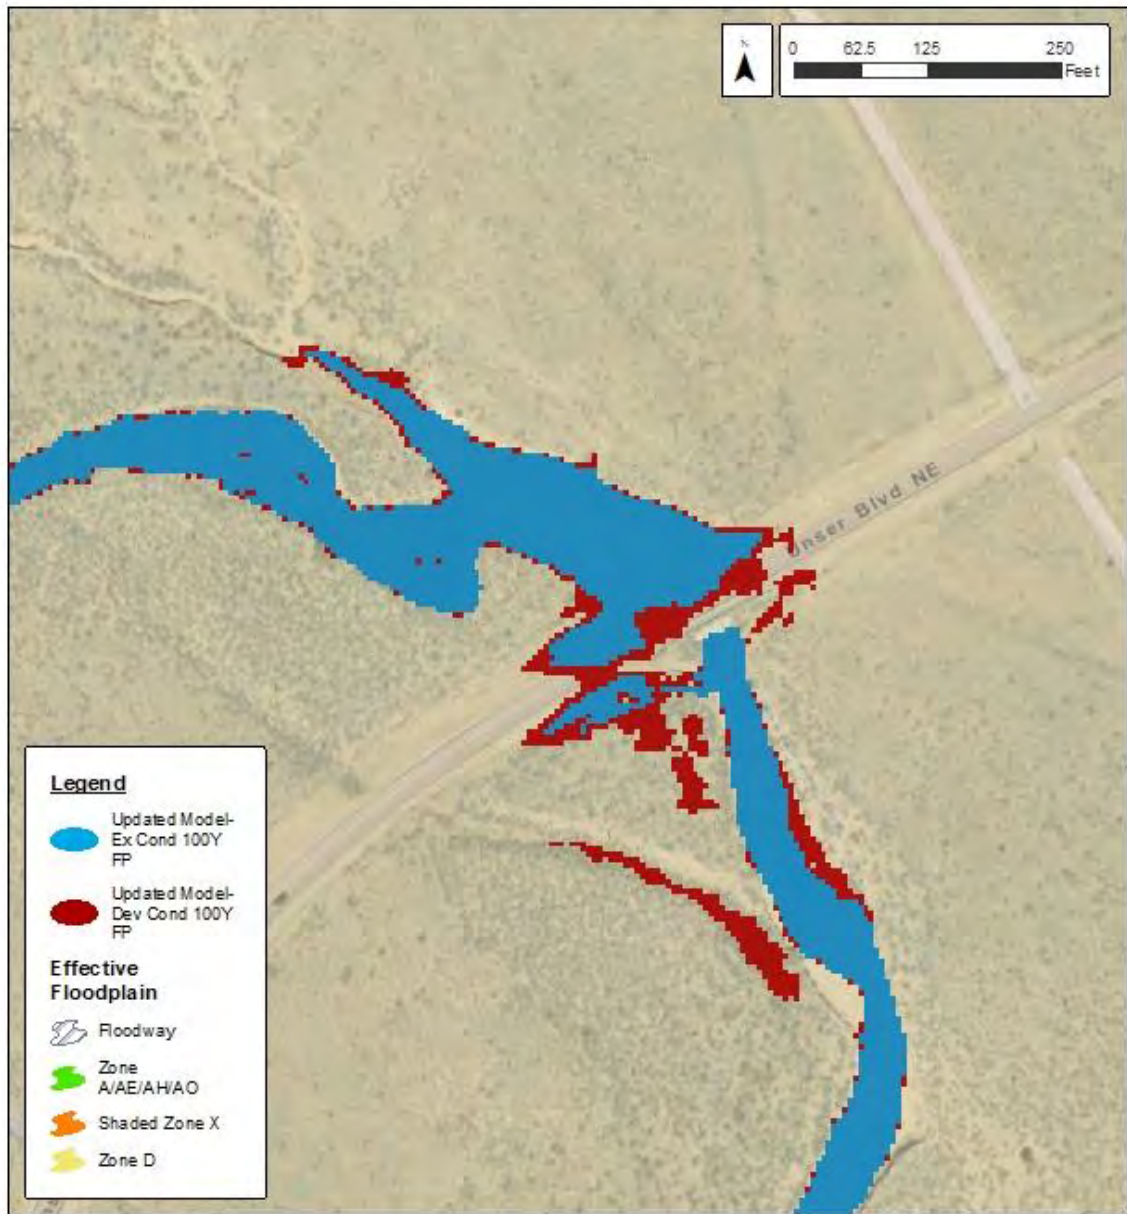 N
0 62.5 125 250
Feet
Unser Blvd NE
Legend
Updated Model-
Ex Cond 100Y
FP
Updated Model-
Dev Cond 100Y
FP
Effective
Floodplain
Floodway
Zone
A/AE/AH/AO
Shaded Zone X
Zone D